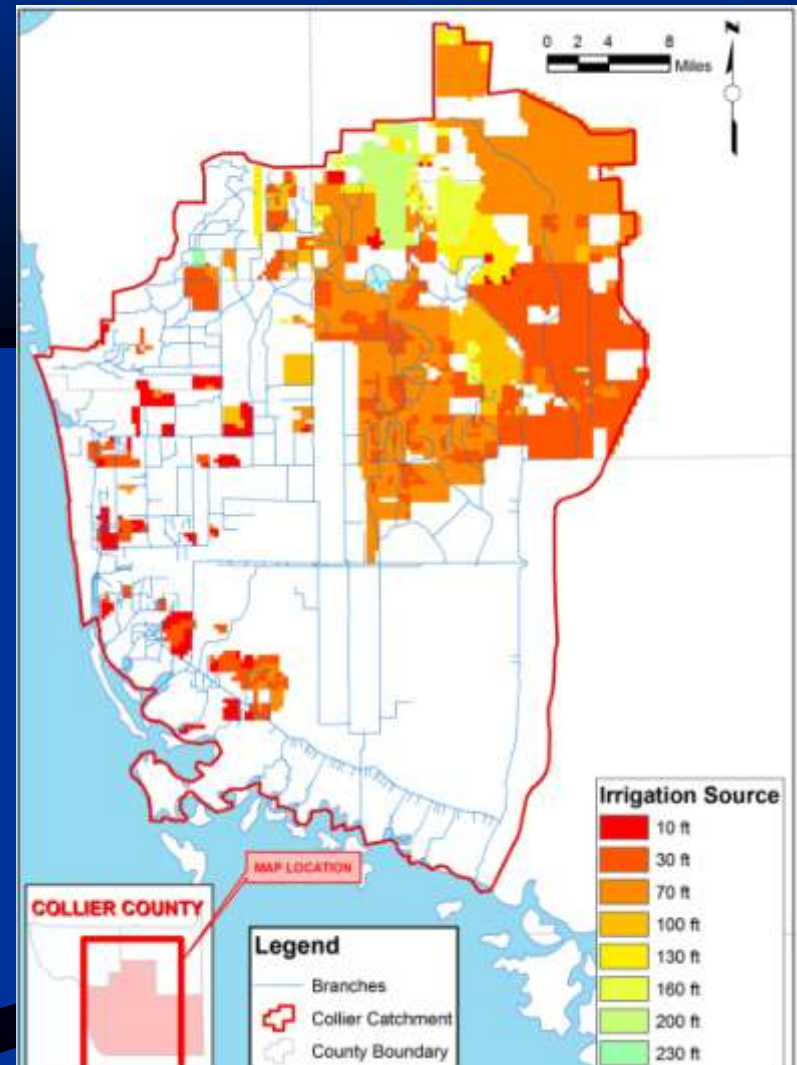 N
0 2 4 8
Miles
Irrigation Source
10 ft
30 ft
70 ft
100 ft
130 ft
160 ft
200 ft
230 ft
MAP LOCATION
COLLIER COUNTY
Legend
Branches
Collier Catchment
County Boundary